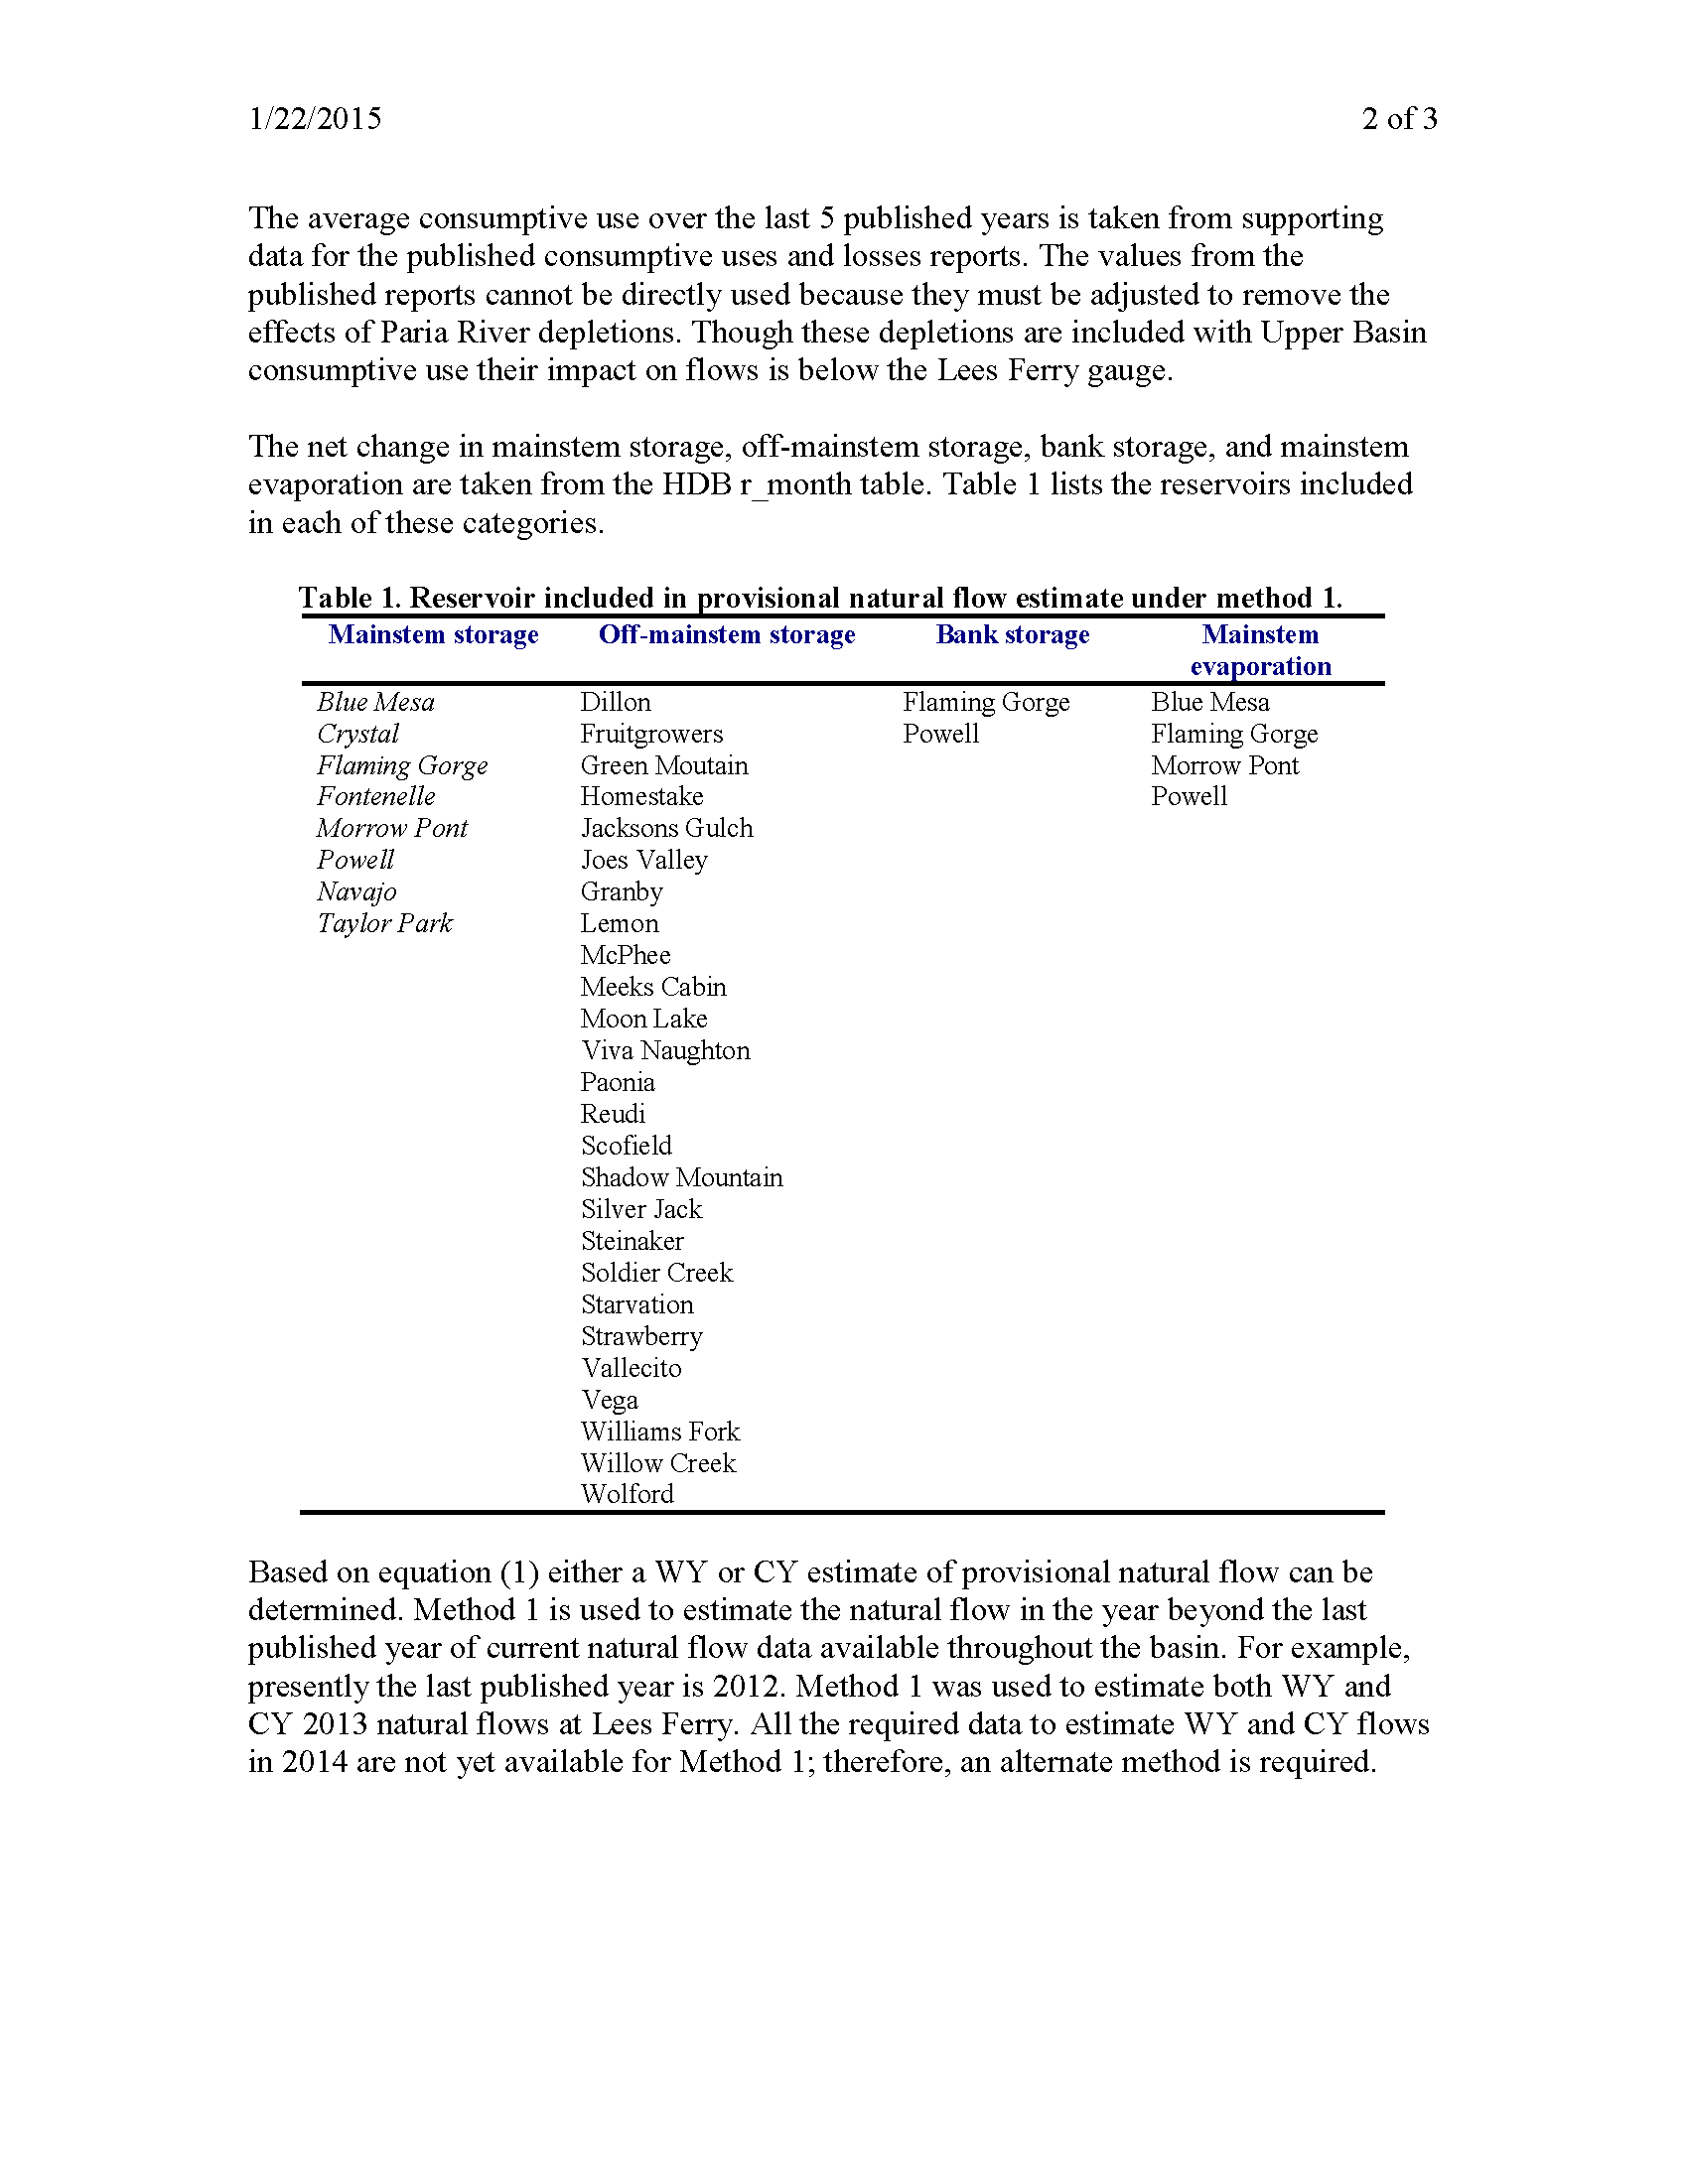 1/22/2015 2 of 3
The average consumptive use over the last 5 published years is taken from supporting
data for the published consumptive uses and losses reports. The values from the
published reports cannot be directly used because they must be adjusted to remove the
effects of Paria River depletions. Though these depletions are included with Upper Basin
consumptive use their impact on flows is below the Lees Ferry gauge.
The net change in mainstem storage, off-mainstem storage, bank storage, and mainstem
evaporation are taken from the HDB r_month table. Table 1 lists the reservoirs included
in each of these categories.
Table 1. Reservoir included in provisional natural flow estimate under method 1.
Mainstem storage Off-mainstem storage Bank storage Mainstem
evaporation
Blue Mesa Dillon Flaming Gorge Blue Mesa
Crystal Fruitgrowers Powell Flaming Gorge
Flaming Gorge Green Moutain Morrow Pont
Fontenelle Homestake Powell
Morrow Pont Jacksons Gulch
Powell Joes Valley
Navajo Granby
Taylor Park Lemon
McPhee
Meeks Cabin
Moon Lake
Viva Naughton
Paonia
Reudi
Scofield
Shadow Mountain
Silver Jack
Steinaker
Soldier Creek
Starvation
Strawberry
Vallecito
Vega
Williams Fork
Willow Creek
Wolford
Based on equation (1) either a WY or CY estimate of provisional natural flow can be
determined. Method 1 is used to estimate the natural flow in the year beyond the last
published year of current natural flow data available throughout the basin. For example,
presently the last published year is 2012. Method 1 was used to estimate both WY and
CY 2013 natural flows at Lees Ferry. All the required data to estimate WY and CY flows
in 2014 are not yet available for Method 1; therefore, an alternate method is required.